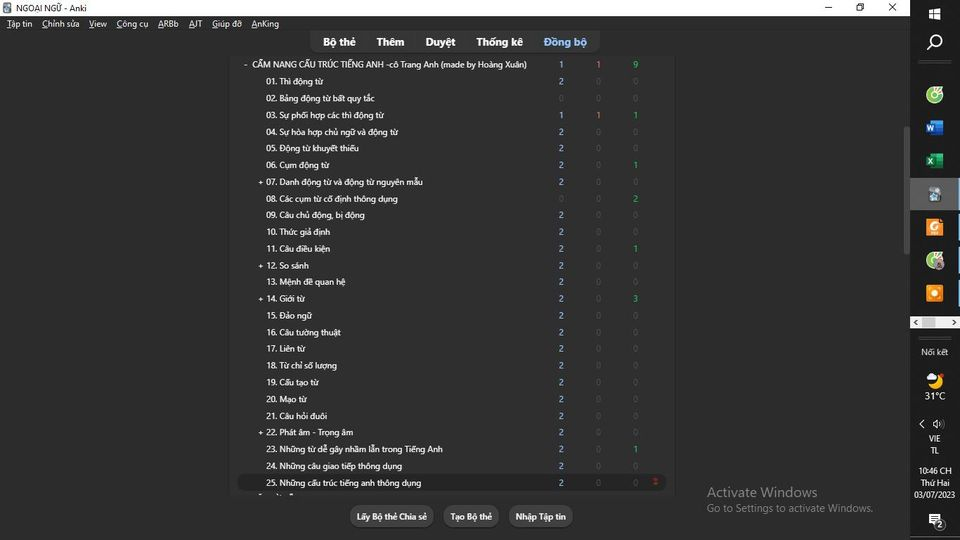 NGOẠI NGỮ - Anki
Tập tin Chỉnh sửa View Công cụ ARBb AJT Giúp đỡ AnKing
Bộ thẻ Thêm Duyệt Thống kê Đồng bộ
- CẨM NANG CẤU TRÚC TIẾNG ANH -cô Trang Anh (made by Hoàng Xuân) 1 1 9
01. Thì động từ 2 0 0
02. Bảng động từ bất quy tắc 0 0 0
03. Sự phối hợp các thì động từ 1 1 1
04. Sự hòa hợp chủ ngữ và động từ 2 0 0
05. Động từ khuyết thiếu 2 0 0
06. Cụm động từ 2 0 1
+ 07. Danh động từ và động từ nguyên mẫu 2 0 0
08. Các cụm từ cố định thông dụng 0 0 2
09. Câu chủ động, bị động 2 0 0
10. Thức giả định 2 0 0
11. Câu điều kiện 2 0 1
+ 12. So sánh 2 0 0
13. Mệnh đề quan hệ 2 0 0
+ 14. Giới từ 2 0 3
15. Đảo ngữ 2 0 0
16. Câu tường thuật 2 0 0
17. Liên từ 2 0 0
18. Từ chỉ số lượng 2 0 0
19. Cấu tạo từ 2 0 0
20. Mạo từ 2 0 0
21. Câu hỏi đuôi 2 0 0
+ 22. Phát âm - Trọng âm 2 0 0
23. Những từ dễ gây nhầm lẫn trong Tiếng Anh 2 0 1
24. Những câu giao tiếp thông dụng 2 0 0
25. Những cấu trúc tiếng anh thông dụng 2 0 0
Lấy Bộ thẻ Chia sẻ Tạo Bộ thẻ Nhập Tập tin
Activate Windows
Go to Settings to activate Windows.
Nối kết
31°C
VIE
TL
10:46 CH
Thứ Hai
03/07/2023
2